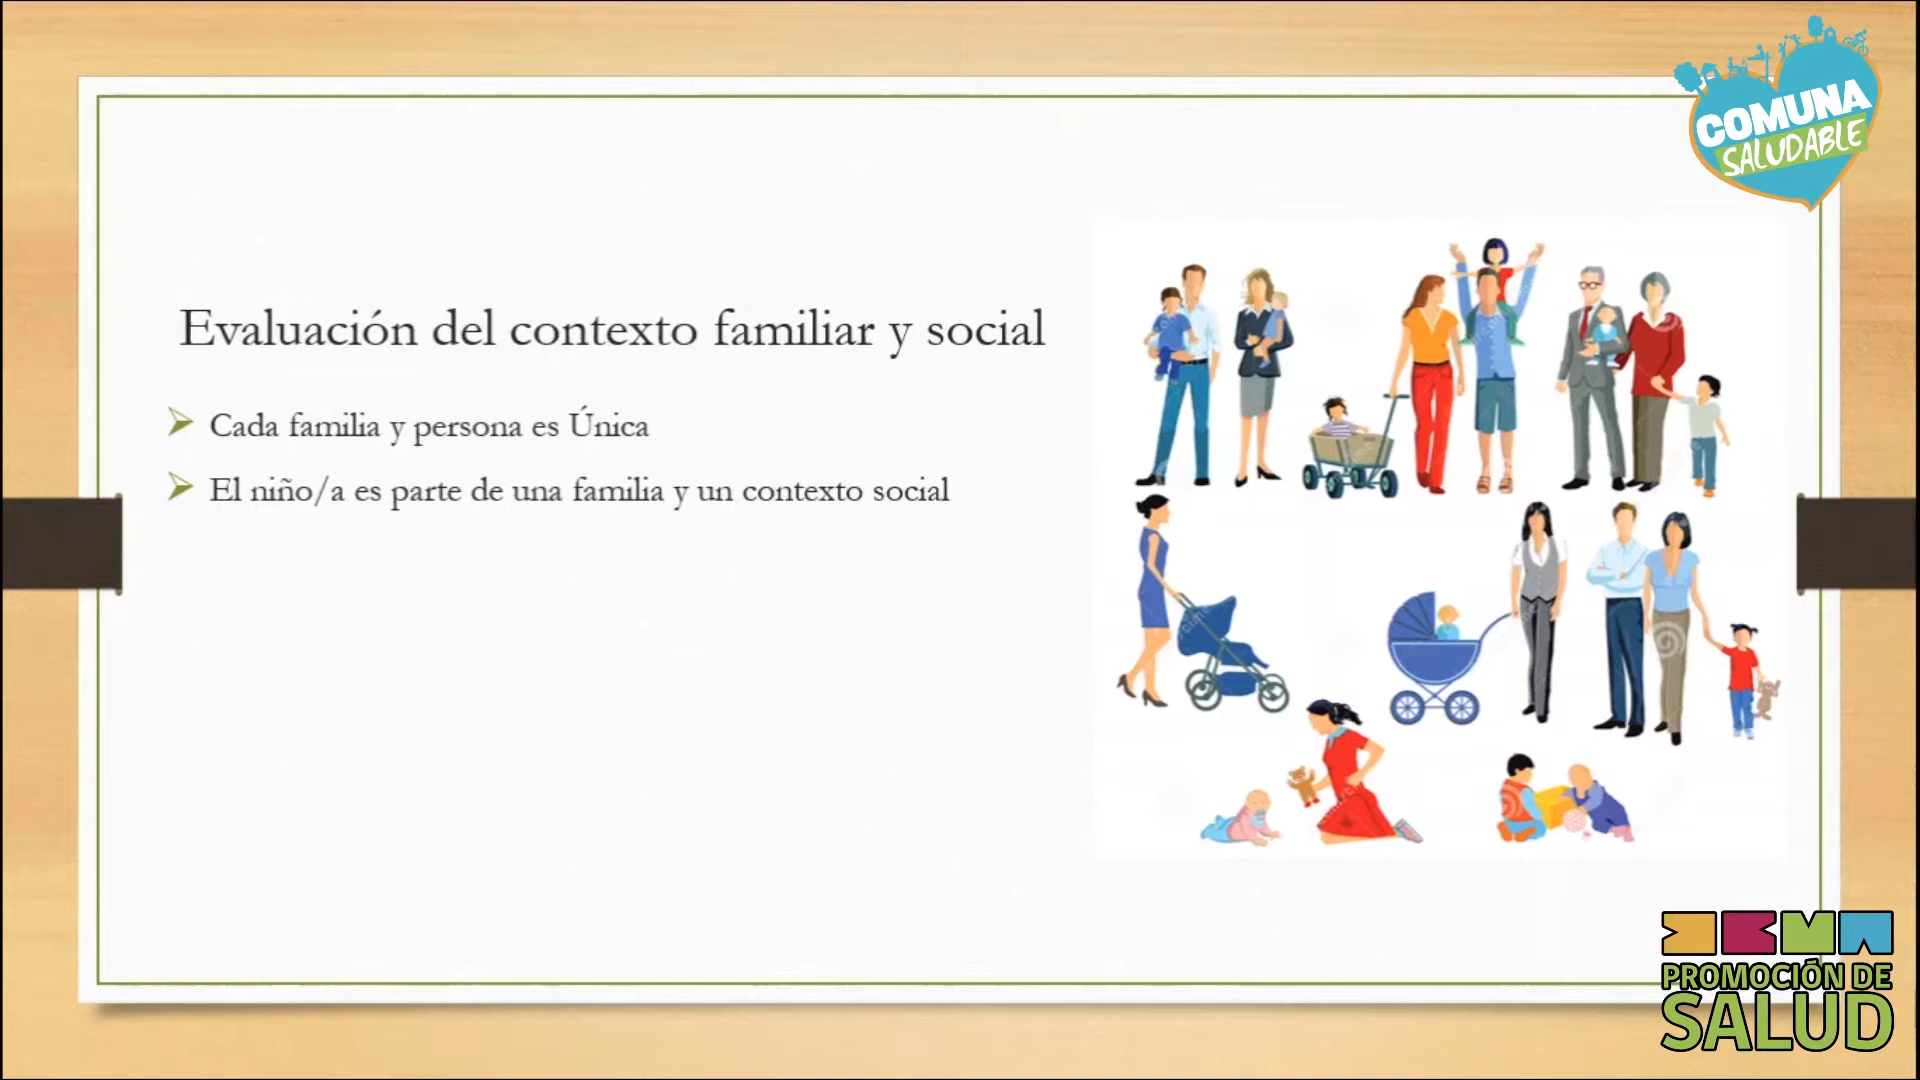 COMUNA
SALUDABLE
Evaluación del contexto familiar y social
Cada familia y persona es Única
El niño/a es parte de una familia y un contexto social
PROMOCIÓN DE
SALUD